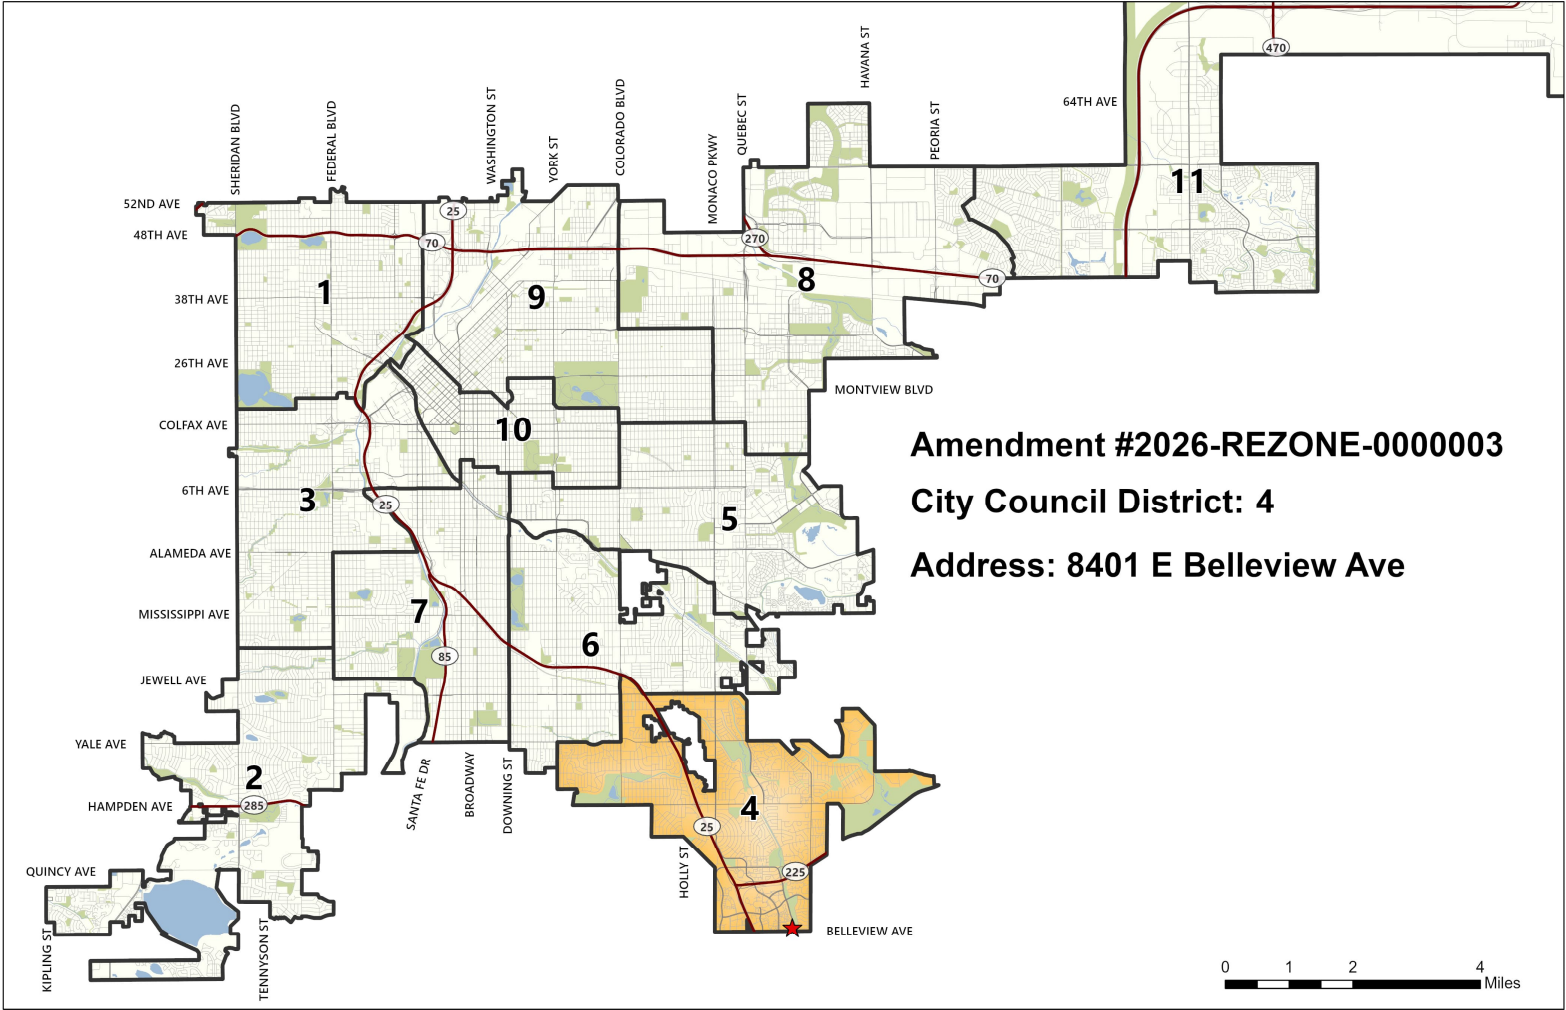 470
HAVANA ST
64TH AVE
SHERIDAN BLVD
FEDERAL BLVD
WASHINGTON ST
YORK ST
COLORADO BLVD
MONACO PKWY
QUEBEC ST
PEORIA ST
11
52ND AVE
25
48TH AVE
70
270
70
1
9
8
38TH AVE
26TH AVE
MONTVIEW BLVD
COLFAX AVE
10
Amendment #2026-REZONE-0000003
6TH AVE
3
25
5
City Council District: 4
ALAMEDA AVE
Address: 8401 E Belleview Ave
MISSISSIPPI AVE
7
6
85
JEWELL AVE
YALE AVE
2
SANTA FE DR
BROADWAY
DOWNING ST
HAMPDEN AVE
285
4
25
QUINCY AVE
HOLLY ST
225
KIPLING ST
TENNYSON ST
BELLEVIEW AVE
0 1 2 4
Miles